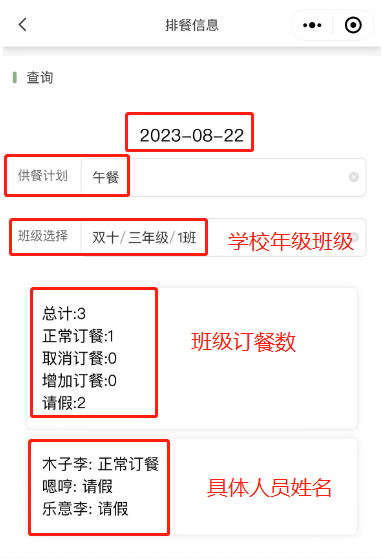 排餐信息
查询
2023-08-22
供餐计划 午餐
班级选择 双十/三年级/1班 学校年级班级
总计:3
正常订餐:1
取消订餐:0
增加订餐:0
请假:2
班级订餐数
木子李: 正常订餐
嗯哼: 请假
乐意李: 请假
具体人员姓名